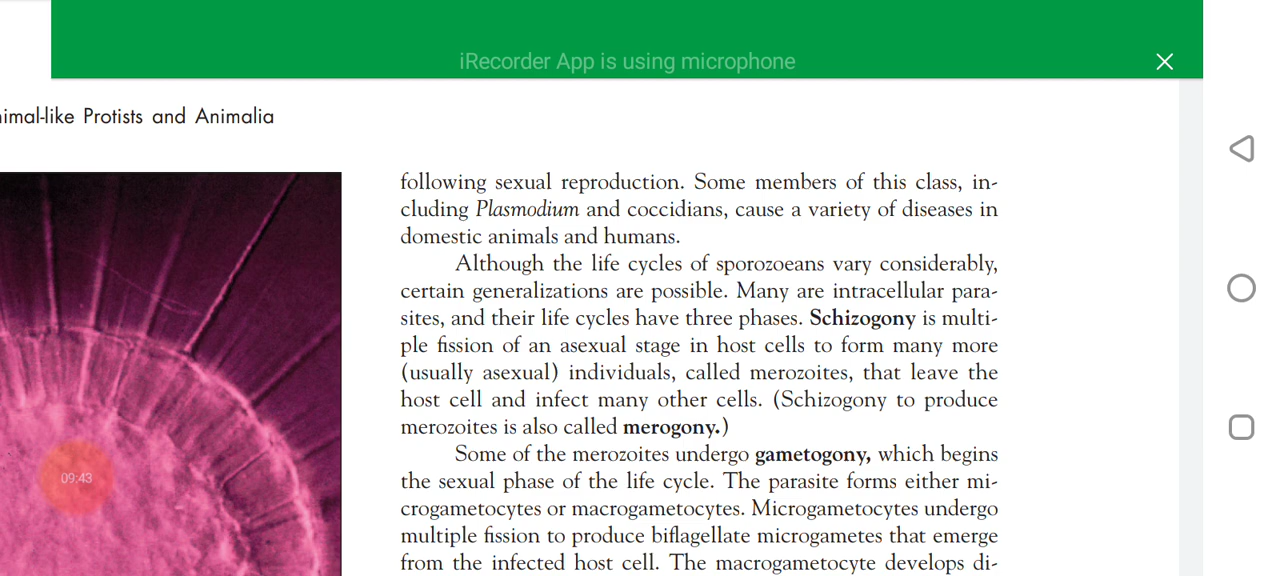 iRecorder App is using microphone
nimal-like Protists and Animalia
following sexual reproduction. Some members of this class, in-
cluding Plasmodium and coccidians, cause a variety of diseases in
domestic animals and humans.
Although the life cycles of sporozoeans vary considerably,
certain generalizations are possible. Many are intracellular para-
sites, and their life cycles have three phases. Schizogony is multi-
ple fission of an asexual stage in host cells to form many more
(usually asexual) individuals, called merozoites, that leave the
host cell and infect many other cells. (Schizogony to produce
merozoites is also called merogony.)
Some of the merozoites undergo gametogony, which begins
the sexual phase of the life cycle. The parasite forms either mi-
crogametocytes or macrogametocytes. Microgametocytes undergo
multiple fission to produce biflagellate microgametes that emerge
from the infected host cell. The macrogametocyte develops di-
09:43